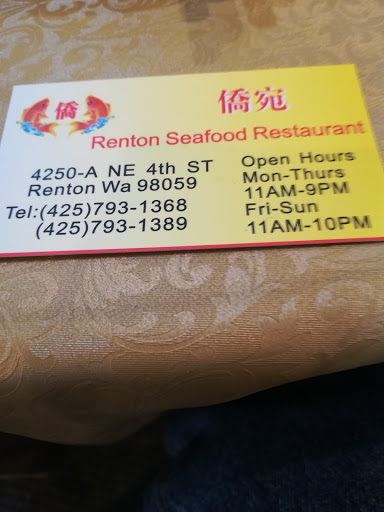 僑
僑宛
Renton Seafood Restaurant
4250-A NE 4th ST
Renton Wa 98059
Tel:(425)793-1368
(425)793-1389
Open Hours
Mon-Thurs
11AM-9PM
Fri-Sun
11AM-10PM